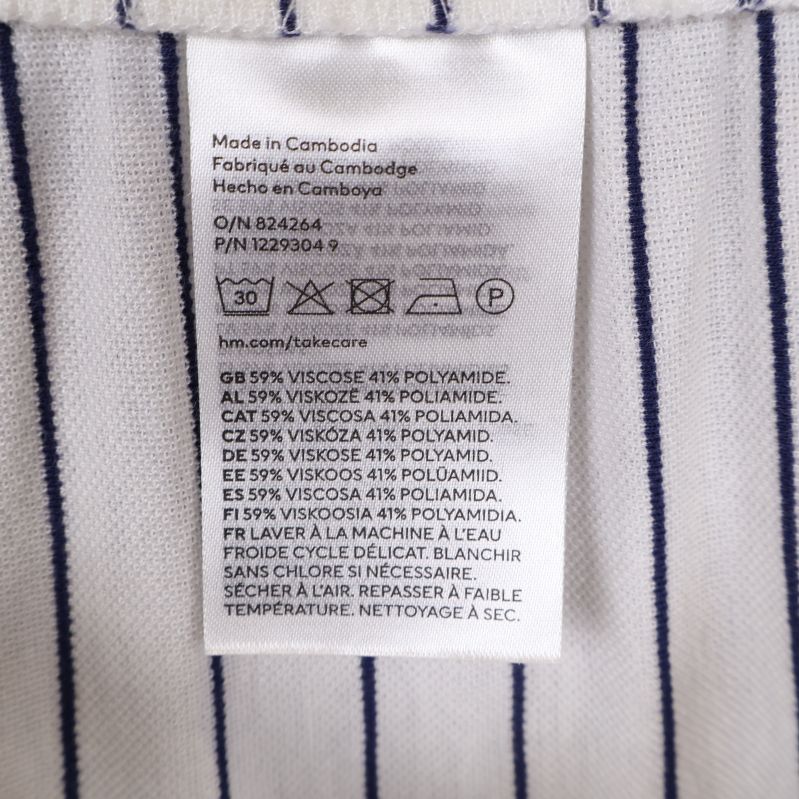 Made in Cambodia
Fabriqué au Cambodge
Hecho en Camboya
O/N 824264
P/N 1229304 9
30 P
hm.com/takecare
GB 59% VISCOSE 41% POLYAMIDE.
AL 59% VISKOZË 41% POLIAMIDE.
CAT 59% VISCOSA 41% POLIAMIDA.
CZ 59% VISKÓZA 41% POLYAMID.
DE 59% VISKOSE 41% POLYAMID.
EE 59% VISKOOS 41% POLÜAMIID.
ES 59% VISCOSA 41% POLIAMIDA.
FI 59% VISKOOSIA 41% POLYAMIDIA.
FR LAVER À LA MACHINE À L'EAU
FROIDE CYCLE DÉLICAT. BLANCHIR
SANS CHLORE SI NÉCESSAIRE.
SÉCHER À L'AIR. REPASSER À FAIBLE
TEMPÉRATURE. NETTOYAGE À SEC.